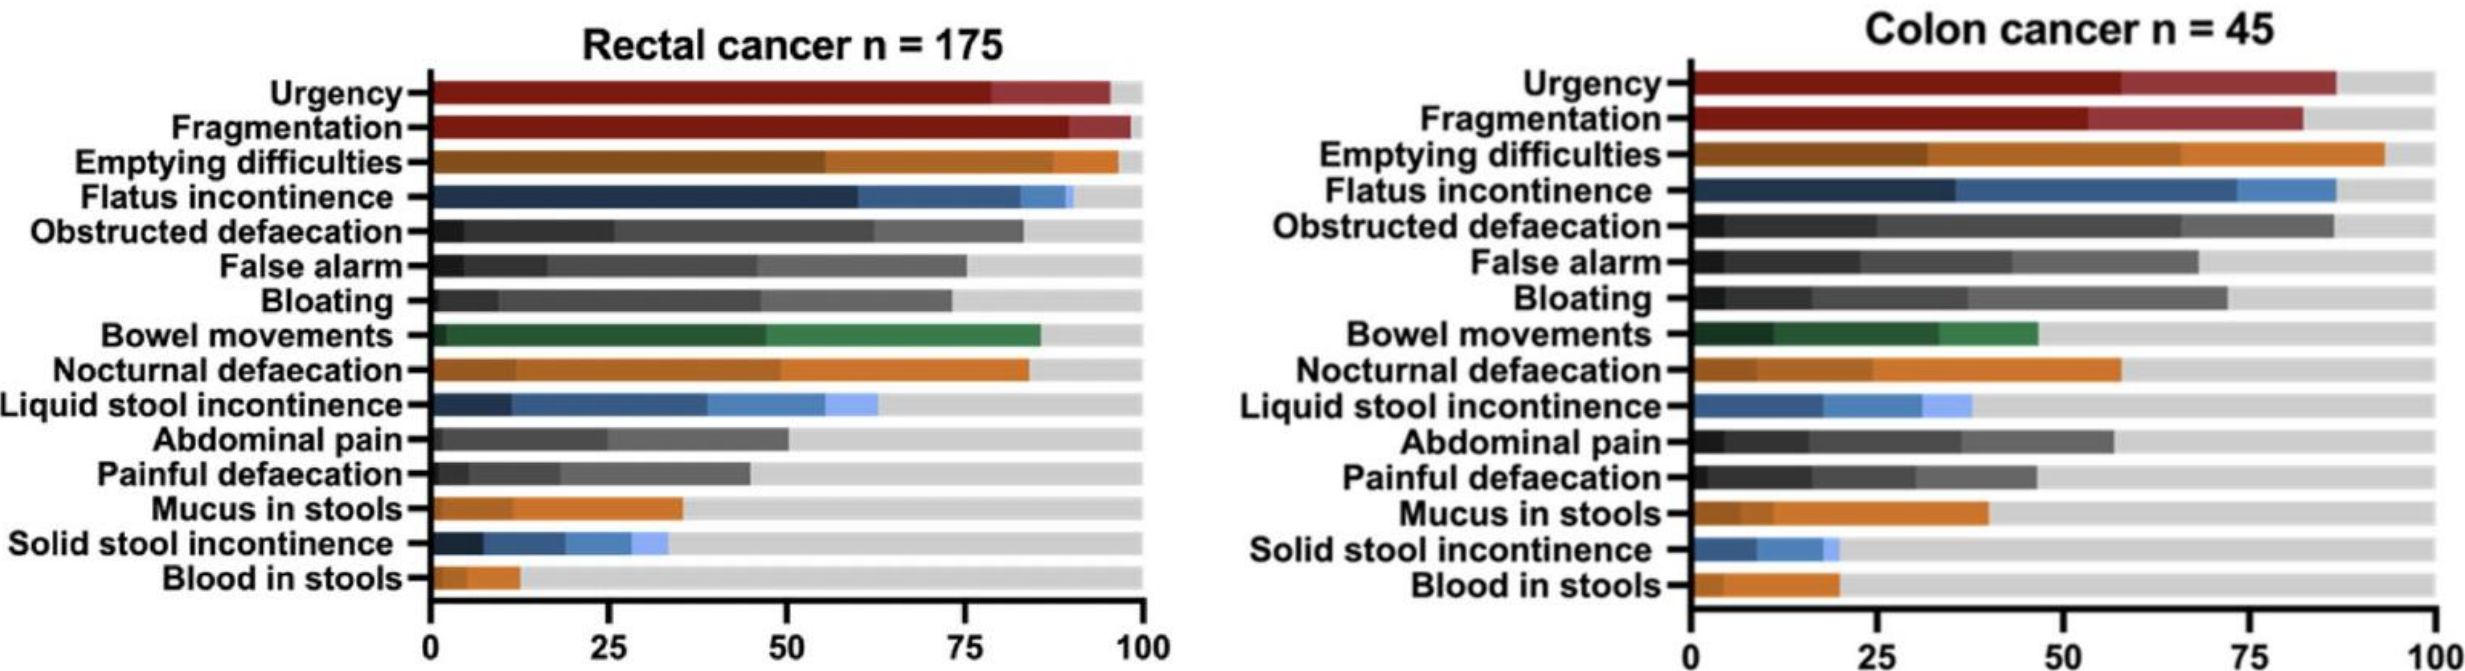 Rectal cancer n = 175
Urgency
Fragmentation
Emptying difficulties
Flatus incontinence
Obstructed defaecation
False alarm
Bloating
Bowel movements
Nocturnal defaecation
Liquid stool incontinence
Abdominal pain
Painful defaecation
Mucus in stools
Solid stool incontinence
Blood in stools
0 25 50 75 100
Colon cancer n = 45
Urgency
Fragmentation
Emptying difficulties
Flatus incontinence
Obstructed defaecation
False alarm
Bloating
Bowel movements
Nocturnal defaecation
Liquid stool incontinence
Abdominal pain
Painful defaecation
Mucus in stools
Solid stool incontinence
Blood in stools
0 25 50 75 100